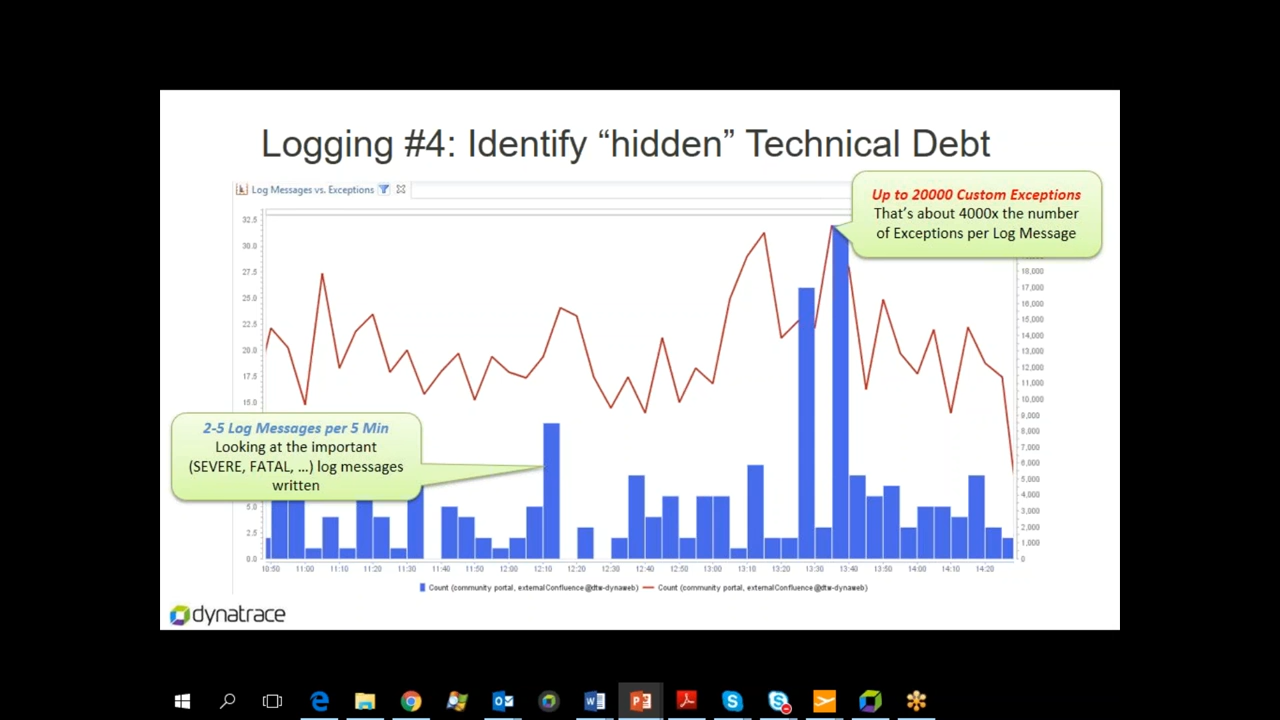 Logging #4: Identify “hidden” Technical Debt
Log Messages vs. Exceptions
Up to 20000 Custom Exceptions
That’s about 4000x the number
of Exceptions per Log Message
2-5 Log Messages per 5 Min
Looking at the important
(SEVERE, FATAL, ...) log messages
written
32.5
30.0
27.5
25.0
22.5
20.0
17.5
15.0
5.0
2.5
0.0
18,000
17,000
16,000
15,000
14,000
13,000
12,000
11,000
10,000
9,000
8,000
7,000
6,000
5,000
4,000
3,000
2,000
1,000
0
10:50 11:00 11:10 11:20 11:30 11:40 11:50 12:00 12:10 12:20 12:30 12:40 12:50 13:00 13:10 13:20 13:30 13:40 13:50 14:00 14:10 14:20
Count (community portal, externalConfluence@dtw-dynaweb) Count (community portal, externalConfluence@dtw-dynaweb)
dynatrace